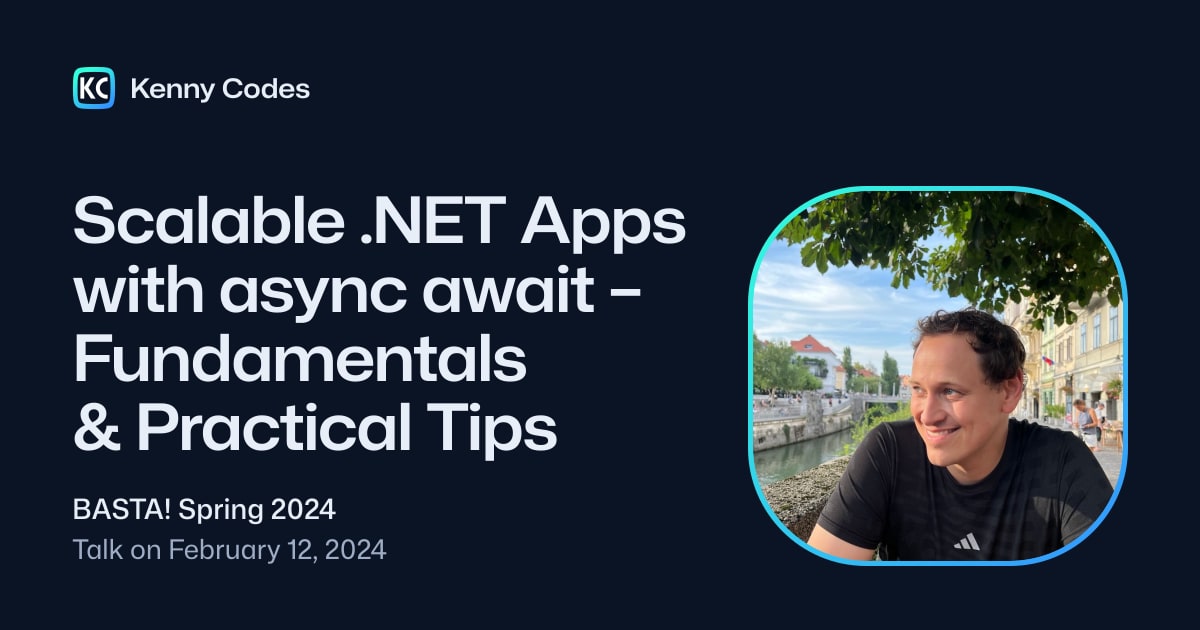 KC
Kenny Codes
Scalable .NET Apps
with async await –
Fundamentals
& Practical Tips
BASTA! Spring 2024
Talk on February 12, 2024